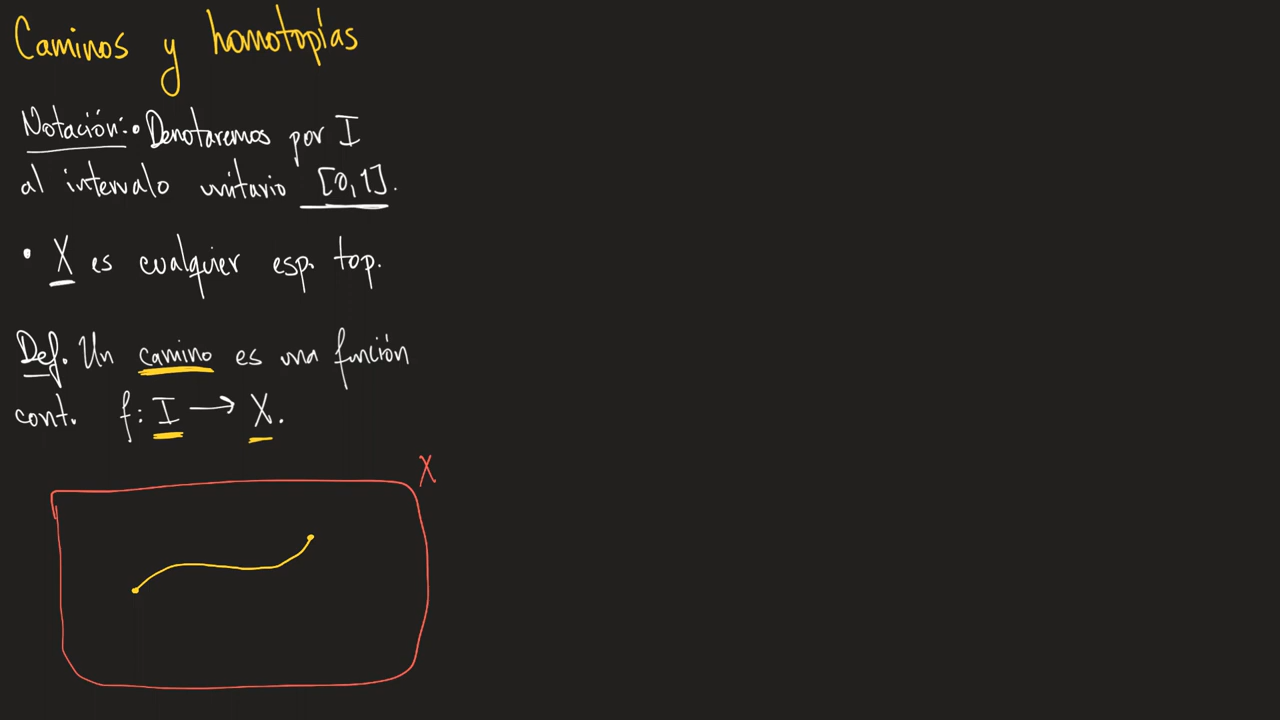 Caminos y homotopías
Notación: • Denotaremos por I
al intervalo unitario [0,1].
• X es cualquier esp. top.
Def. Un camino es una función
cont. f: I → X.
X